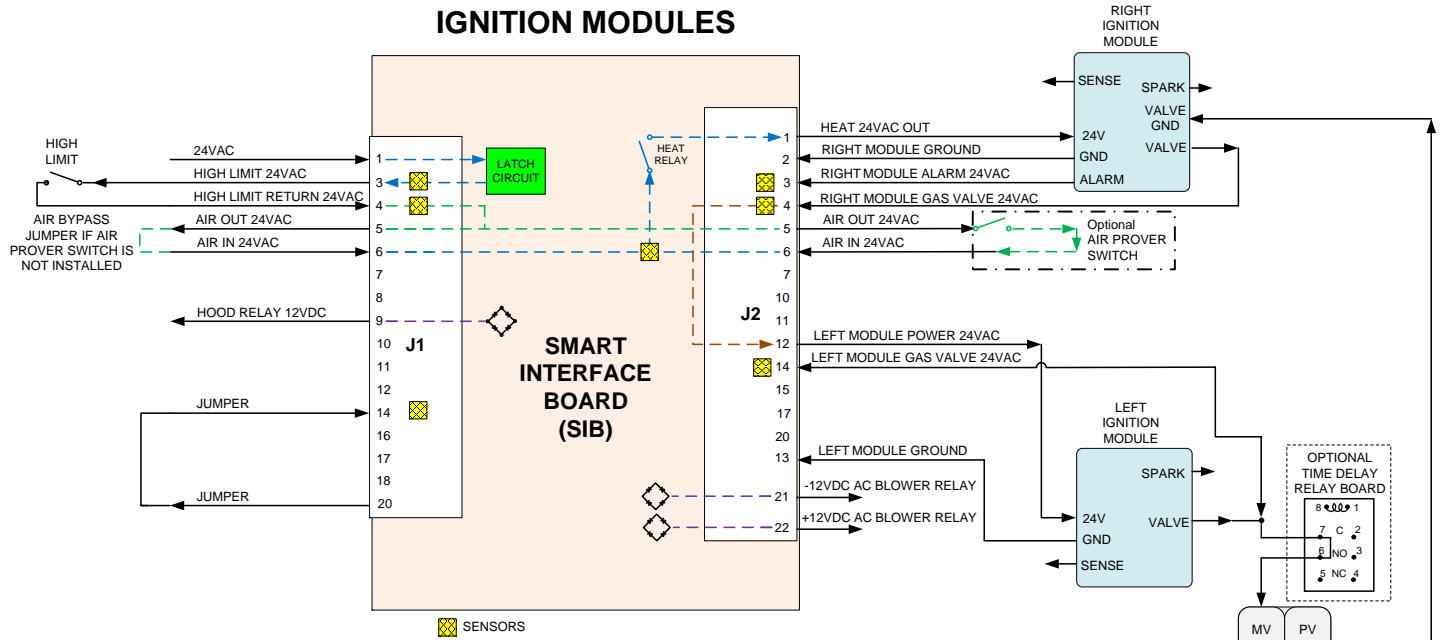 IGNITION MODULES
RIGHT
IGNITION
MODULE
SENSE
SPARK
VALVE
GND
24V
VALVE
GND
ALARM
HIGH
LIMIT
24VAC
HIGH LIMIT 24VAC
HIGH LIMIT RETURN 24VAC
AIR OUT 24VAC
AIR IN 24VAC
AIR BYPASS
JUMPER IF AIR
PROVER SWITCH IS
NOT INSTALLED
HOOD RELAY 12VDC
JUMPER
JUMPER
1
3
4
5
6
7
8
9
10
11
12
14
16
17
18
20
J1
LATCH
CIRCUIT
HEAT
RELAY
SMART
INTERFACE
BOARD
(SIB)
J2
1
2
3
4
5
6
7
10
11
12
14
15
17
20
13
21
22
HEAT 24VAC OUT
RIGHT MODULE GROUND
RIGHT MODULE ALARM 24VAC
RIGHT MODULE GAS VALVE 24VAC
AIR OUT 24VAC
AIR IN 24VAC
Optional
AIR PROVER
SWITCH
LEFT MODULE POWER 24VAC
LEFT MODULE GAS VALVE 24VAC
LEFT MODULE GROUND
-12VDC AC BLOWER RELAY
+12VDC AC BLOWER RELAY
LEFT
IGNITION
MODULE
SPARK
24V
VALVE
GND
SENSE
OPTIONAL
TIME DELAY
RELAY BOARD
8 1
7 C 2
6 NO 3
5 NC 4
MV PV
SENSORS